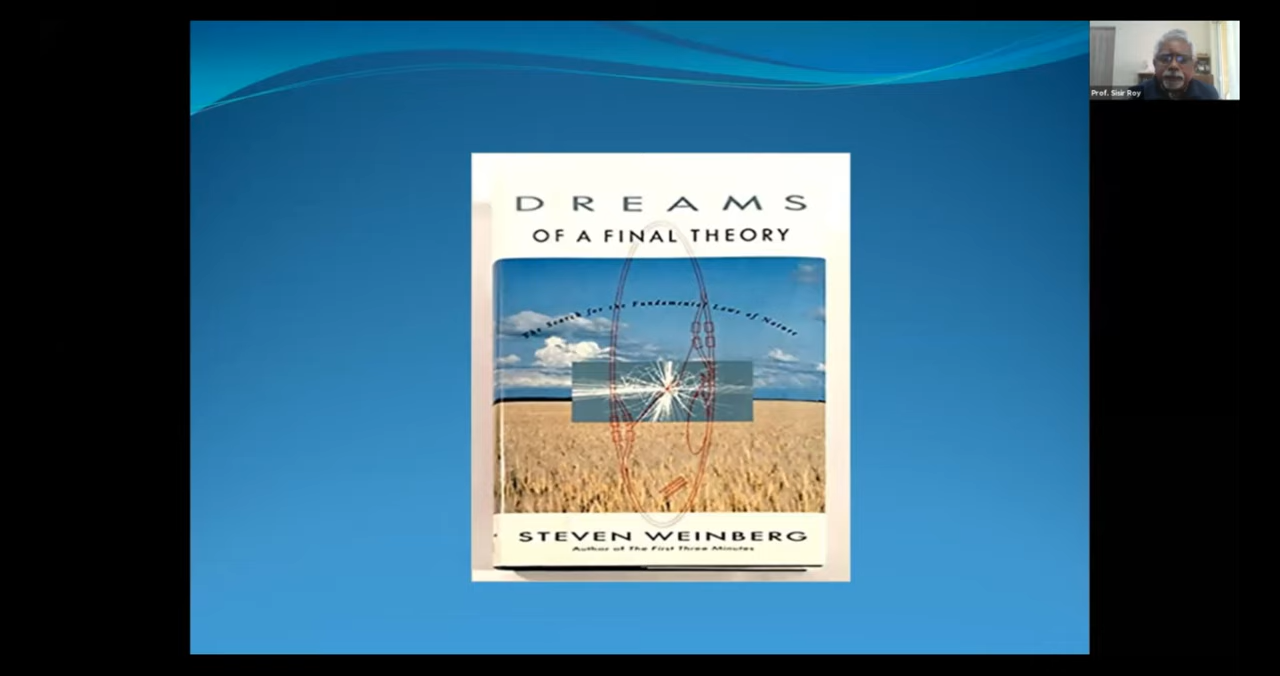 Prof. Sisir Roy
DREAMS
OF A FINAL THEORY
The Search for the Fundamental Laws of Nature
STEVEN WEINBERG
Author of The First Three Minutes